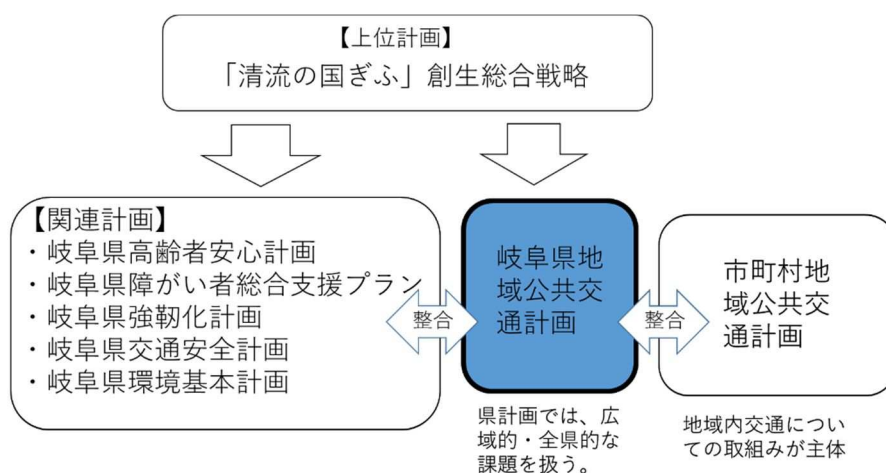 【上位計画】
「清流の国ぎふ」創生総合戦略
【関連計画】
・岐阜県高齢者安心計画
・岐阜県障がい者総合支援プラン
・岐阜県強靭化計画
・岐阜県交通安全計画
・岐阜県環境基本計画
整合
岐阜県地
域公共交
通計画
整合
市町村地
域公共交
通計画
県計画では、広
域的・全県的な
課題を扱う。
地域内交通につい
ての取組みが主体